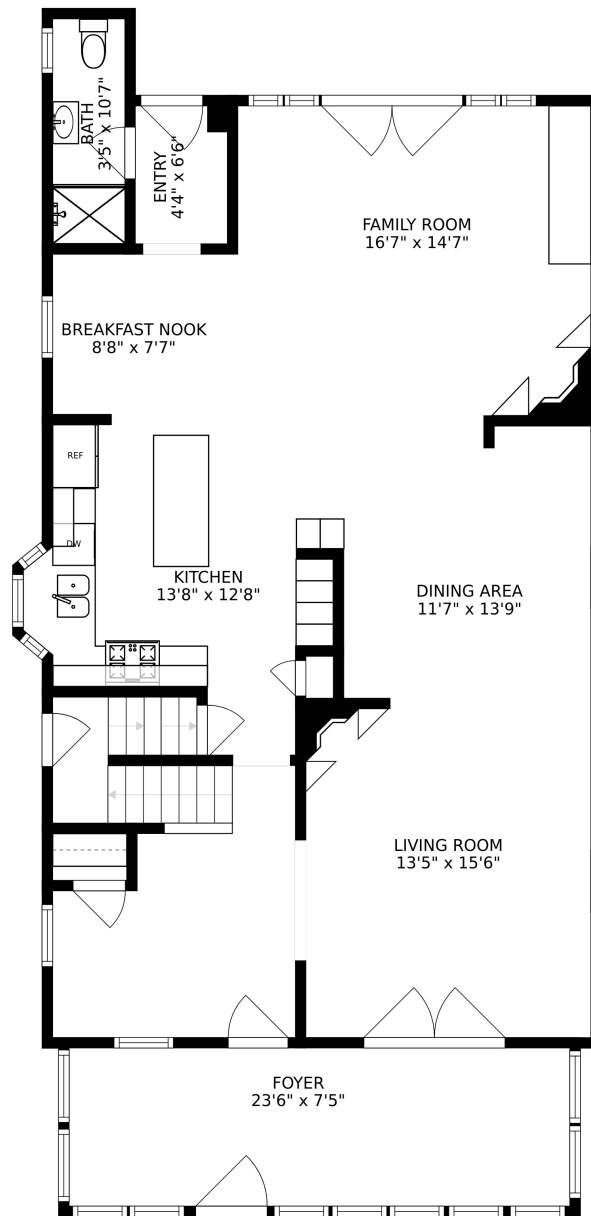 BATH
3'5" x 10'7"
ENTRY
4'4" x 6'6"
FAMILY ROOM
16'7" x 14'7"
BREAKFAST NOOK
8'8" x 7'7"
REF
DW
KITCHEN
13'8" x 12'8"
DINING AREA
11'7" x 13'9"
LIVING ROOM
13'5" x 15'6"
FOYER
23'6" x 7'5"